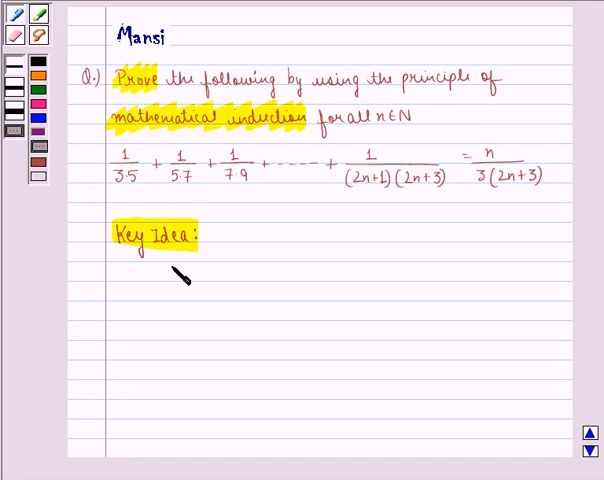 Mansi
Q.) Prove the following by using the principle of
mathematical induction for all n∈N
1/3.5 + 1/5.7 + 1/7.9 + ----- + 1/(2n+1)(2n+3) = n/3(2n+3)
Key Idea: